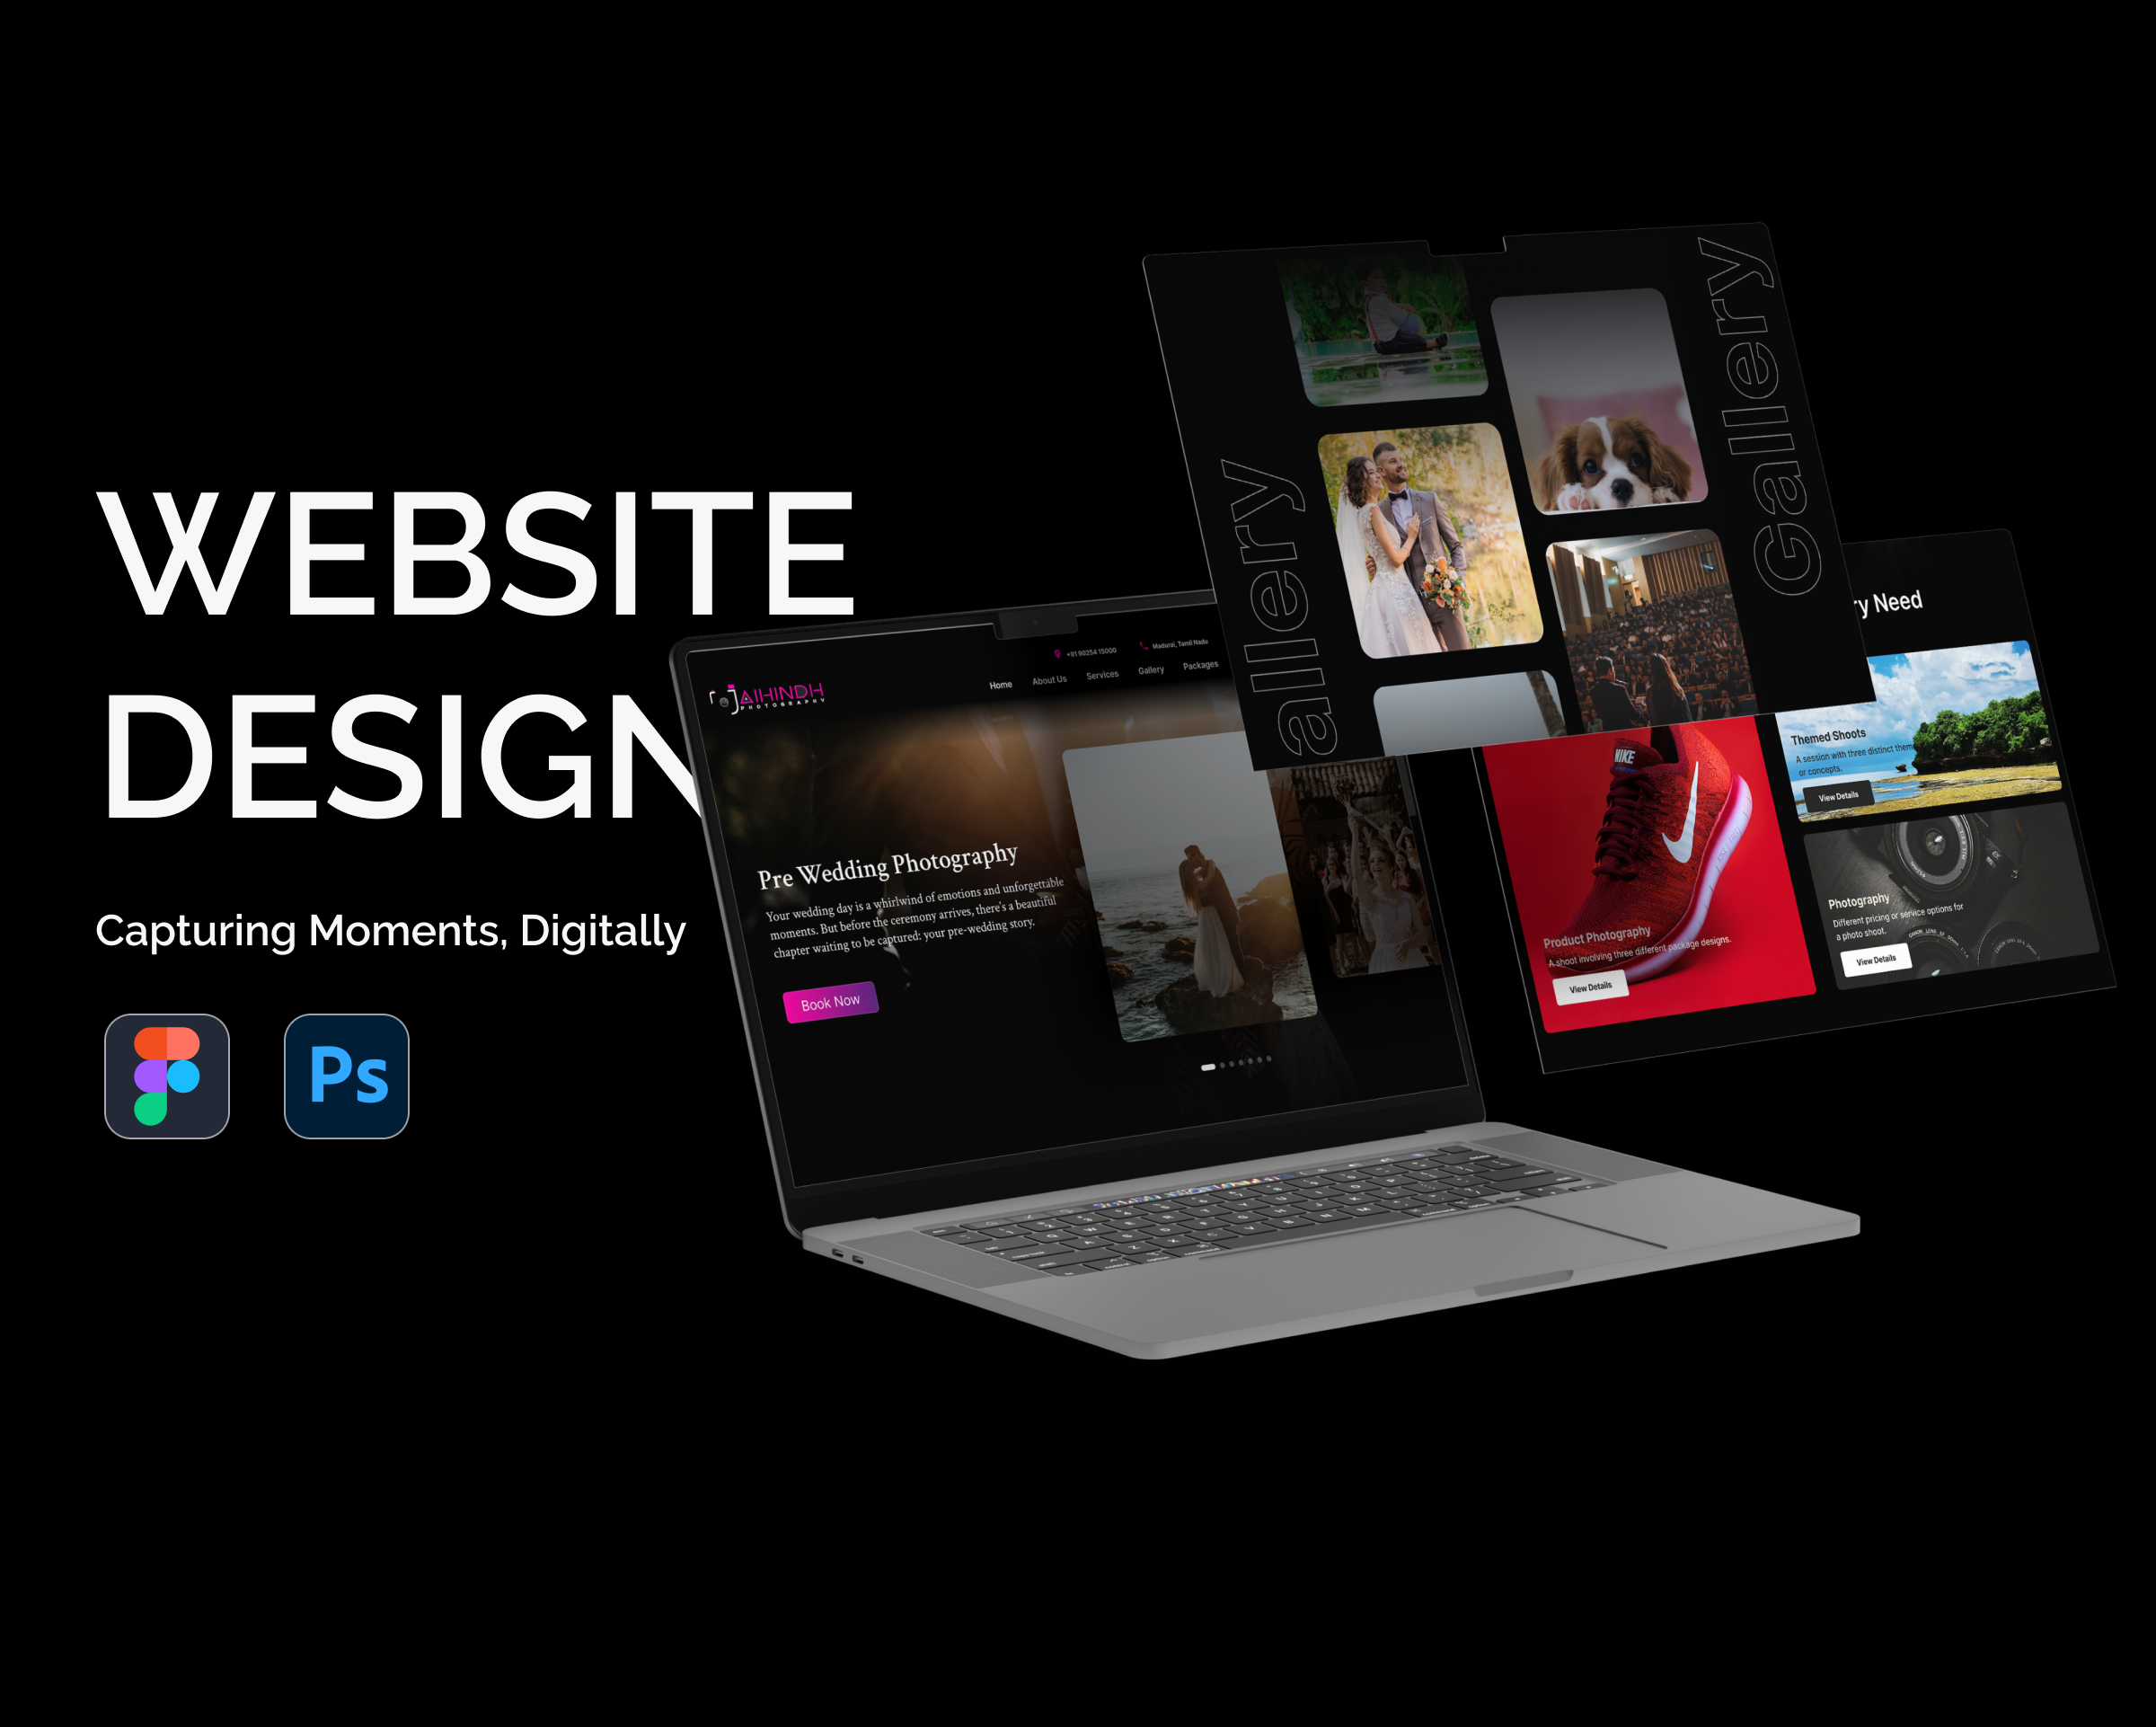 WEBSITE
DESIGN
Capturing Moments, Digitally
Ps
+91 90254 15000
Madurai, Tamil Nadu
JAIHINDH
PHOTOGRAPHY
Home
About Us
Services
Gallery
Packages
Pre Wedding Photography
Your wedding day is a whirlwind of emotions and unforgettable
moments. But before the ceremony arrives, there's a beautiful
chapter waiting to be captured: your pre-wedding story.
Book Now
allery
Gallery
ry Need
NIKE
Product Photography
A shoot involving three different package designs.
View Details
Themed Shoots
A session with three distinct them
or concepts.
View Details
Photography
Different pricing or service options for
a photo shoot.
View Details